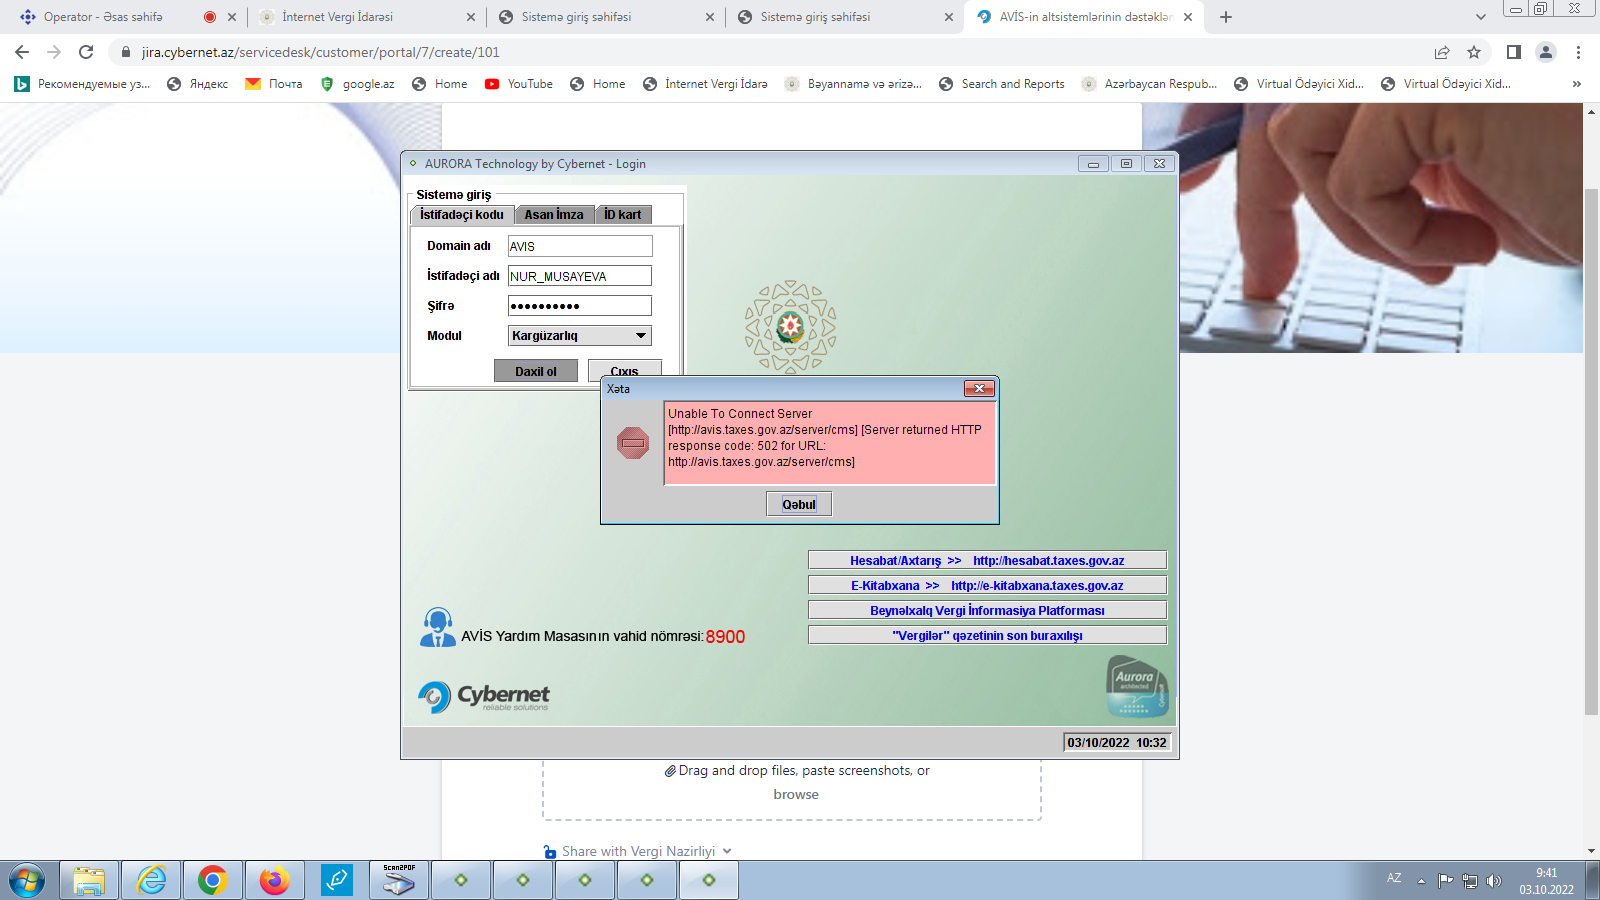 Operator - Əsas səhifə
İnternet Vergi İdarəsi
Sistemə giriş səhifəsi
Sistemə giriş səhifəsi
AVİS-in altsistemlərinin dəstəklən
jira.cybernet.az/servicedesk/customer/portal/7/create/101
Рекомендуемые уз...
Яндекс
Почта
google.az
Home
YouTube
Home
İnternet Vergi İdarə
Bəyannamə və ərizə...
Search and Reports
Azərbaycan Respub...
Virtual Ödəyici Xid...
Virtual Ödəyici Xid...
»
AURORA Technology by Cybernet - Login
Sistemə giriş
İstifadəçi kodu
Asan İmza
İD kart
Domain adı
AVIS
İstifadəçi adı
NUR_MUSAYEVA
Şifrə
••••••••••
Modul
Kargüzarlıq
Daxil ol
Çıxış
Xəta
Unable To Connect Server
[http://avis.taxes.gov.az/server/cms] [Server returned HTTP
response code: 502 for URL:
http://avis.taxes.gov.az/server/cms]
Qəbul
Hesabat/Axtarış >> http://hesabat.taxes.gov.az
E-Kitabxana >> http://e-kitabxana.taxes.gov.az
Beynəlxalq Vergi İnformasiya Platforması
"Vergilər" qəzetinin son buraxılışı
AVİS Yardım Masasının vahid nömrəsi: 8900
Cybernet
reliable solutions
Aurora
architected
03/10/2022 10:32
Drag and drop files, paste screenshots, or
browse
Share with Vergi Nazirliyi
Scan2PDF
AZ
9:41
03.10.2022